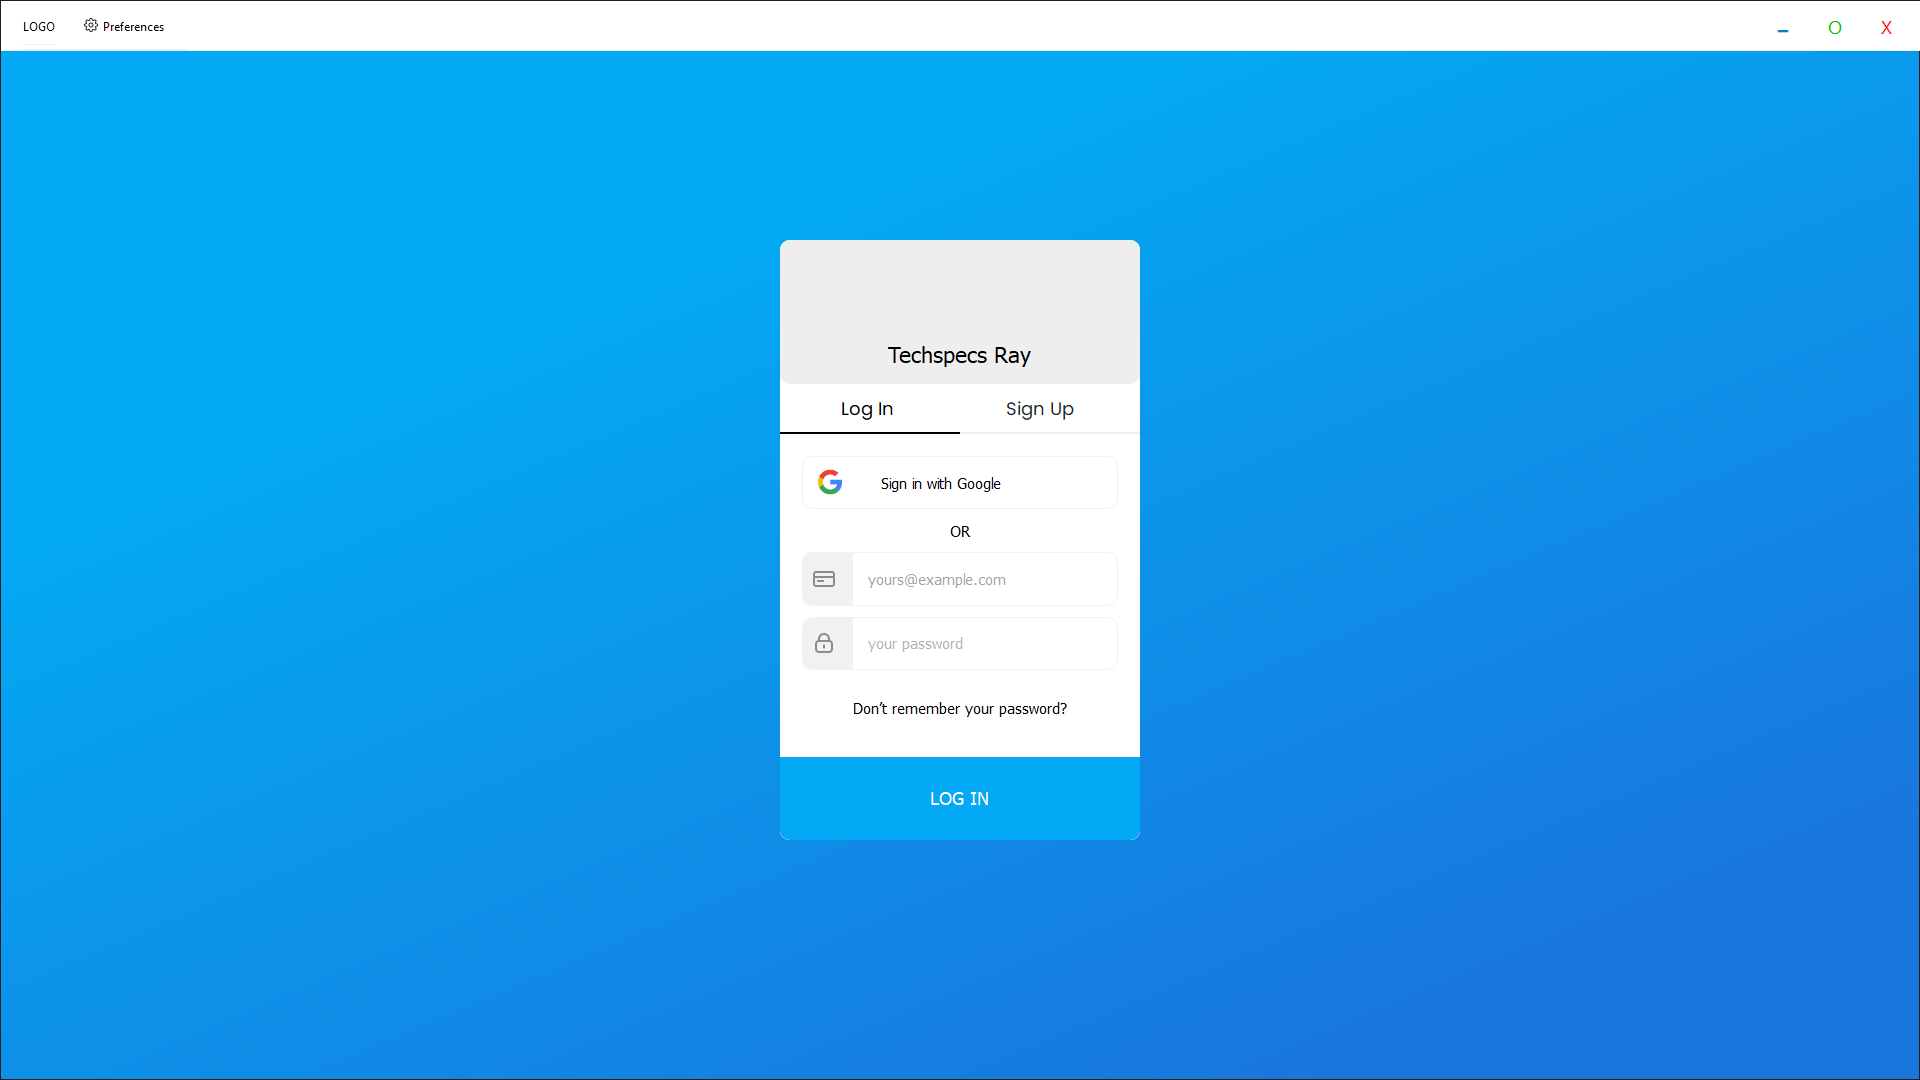 LOGO Preferences O X
Techspecs Ray
Log In Sign Up
Sign in with Google
OR
yours@example.com
your password
Don’t remember your password?
LOG IN